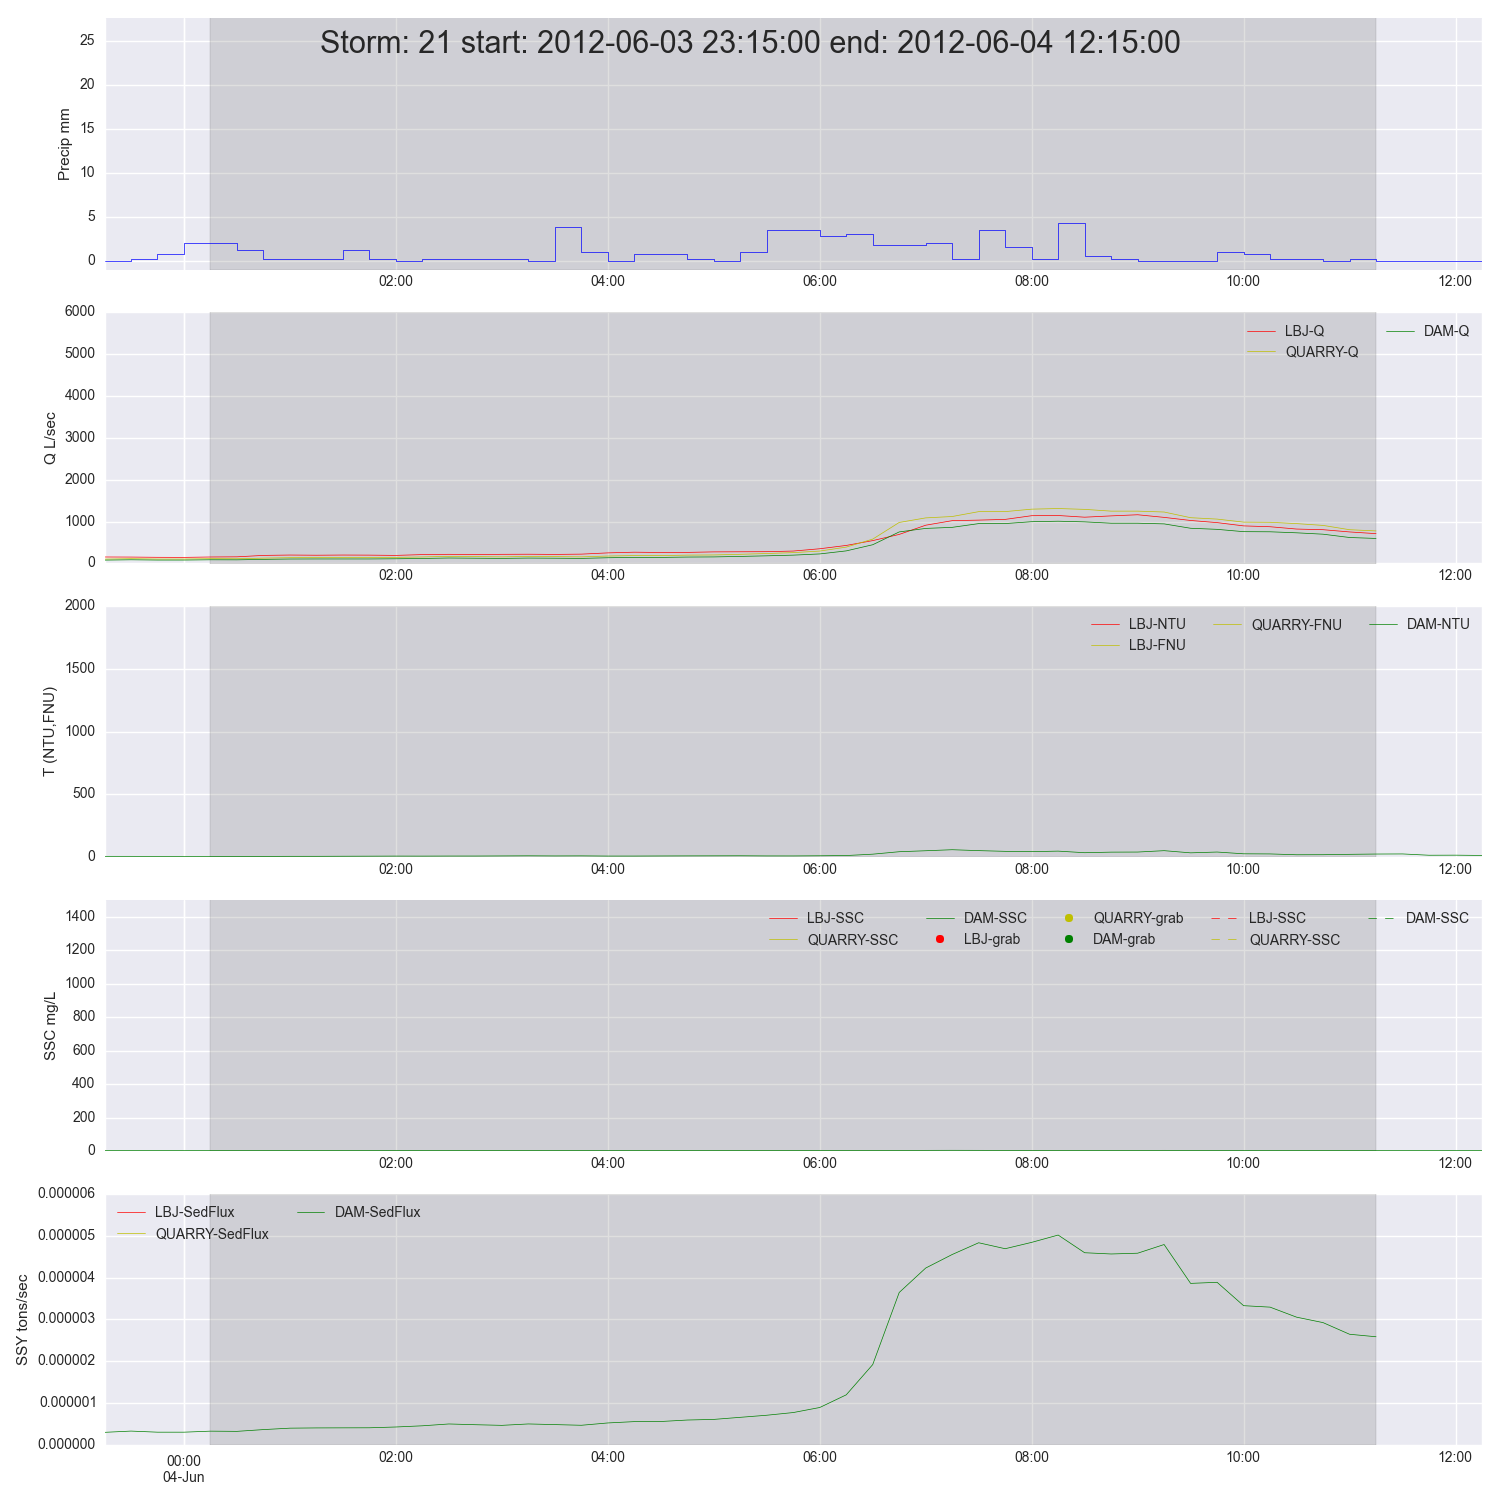 Storm: 21 start: 2012-06-03 23:15:00 end: 2012-06-04 12:15:00
Precip mm
25
20
15
10
5
0
02:00 04:00 06:00 08:00 10:00 12:00
Q L/sec
6000
5000
4000
3000
2000
1000
0
LBJ-Q DAM-Q
QUARRY-Q
02:00 04:00 06:00 08:00 10:00 12:00
T (NTU,FNU)
2000
1500
1000
500
0
LBJ-NTU QUARRY-FNU DAM-NTU
LBJ-FNU
02:00 04:00 06:00 08:00 10:00 12:00
SSC mg/L
1400
1200
1000
800
600
400
200
0
LBJ-SSC DAM-SSC QUARRY-grab LBJ-SSC DAM-SSC
QUARRY-SSC LBJ-grab DAM-grab QUARRY-SSC
02:00 04:00 06:00 08:00 10:00 12:00
SSY tons/sec
0.000006
0.000005
0.000004
0.000003
0.000002
0.000001
0.000000
LBJ-SedFlux DAM-SedFlux
QUARRY-SedFlux
00:00 02:00 04:00 06:00 08:00 10:00 12:00
04-Jun